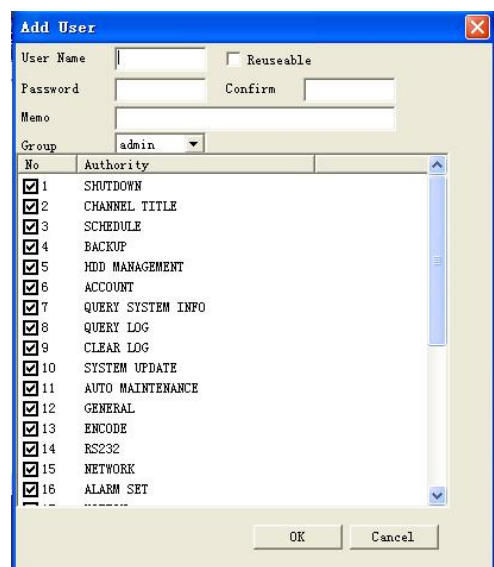 Add User
User Name Reuseable
Password Confirm
Memo
Group admin
No Authority
1 SHUTDOWN
2 CHANNEL TITLE
3 SCHEDULE
4 BACKUP
5 HDD MANAGEMENT
6 ACCOUNT
7 QUERY SYSTEM INFO
8 QUERY LOG
9 CLEAR LOG
10 SYSTEM UPDATE
11 AUTO MAINTENANCE
12 GENERAL
13 ENCODE
14 RS232
15 NETWORK
16 ALARM SET
OK Cancel